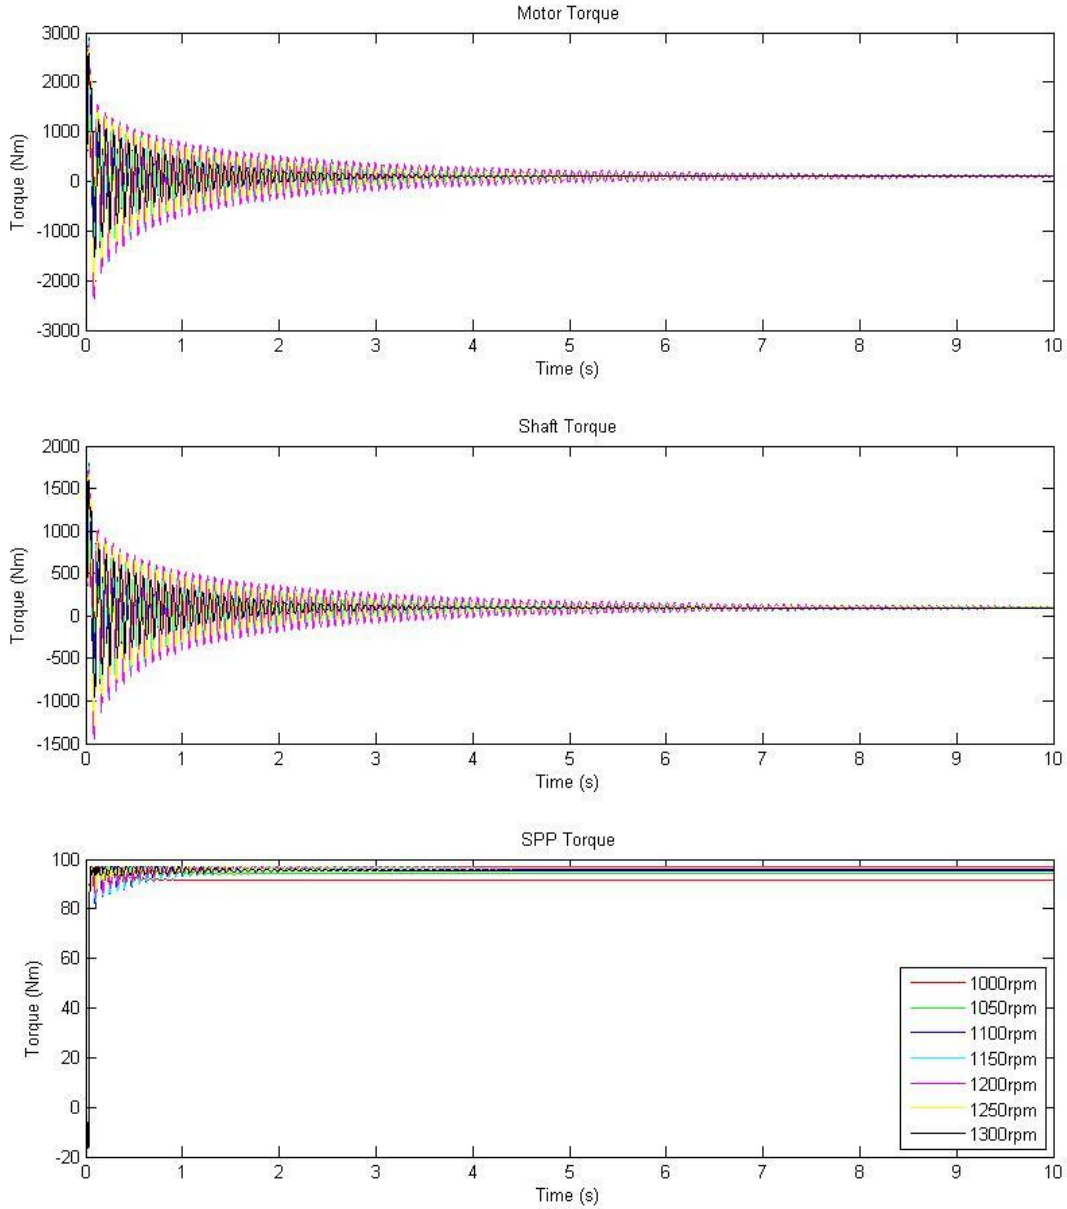 Motor Torque
3000
2000
1000
0
-1000
-2000
-3000
Torque (Nm)
0 1 2 3 4 5 6 7 8 9 10
Time (s)
Shaft Torque
2000
1500
1000
500
0
-500
-1000
-1500
Torque (Nm)
0 1 2 3 4 5 6 7 8 9 10
Time (s)
SPP Torque
100
80
60
40
20
0
-20
Torque (Nm)
1000rpm
1050rpm
1100rpm
1150rpm
1200rpm
1250rpm
1300rpm
0 1 2 3 4 5 6 7 8 9 10
Time (s)